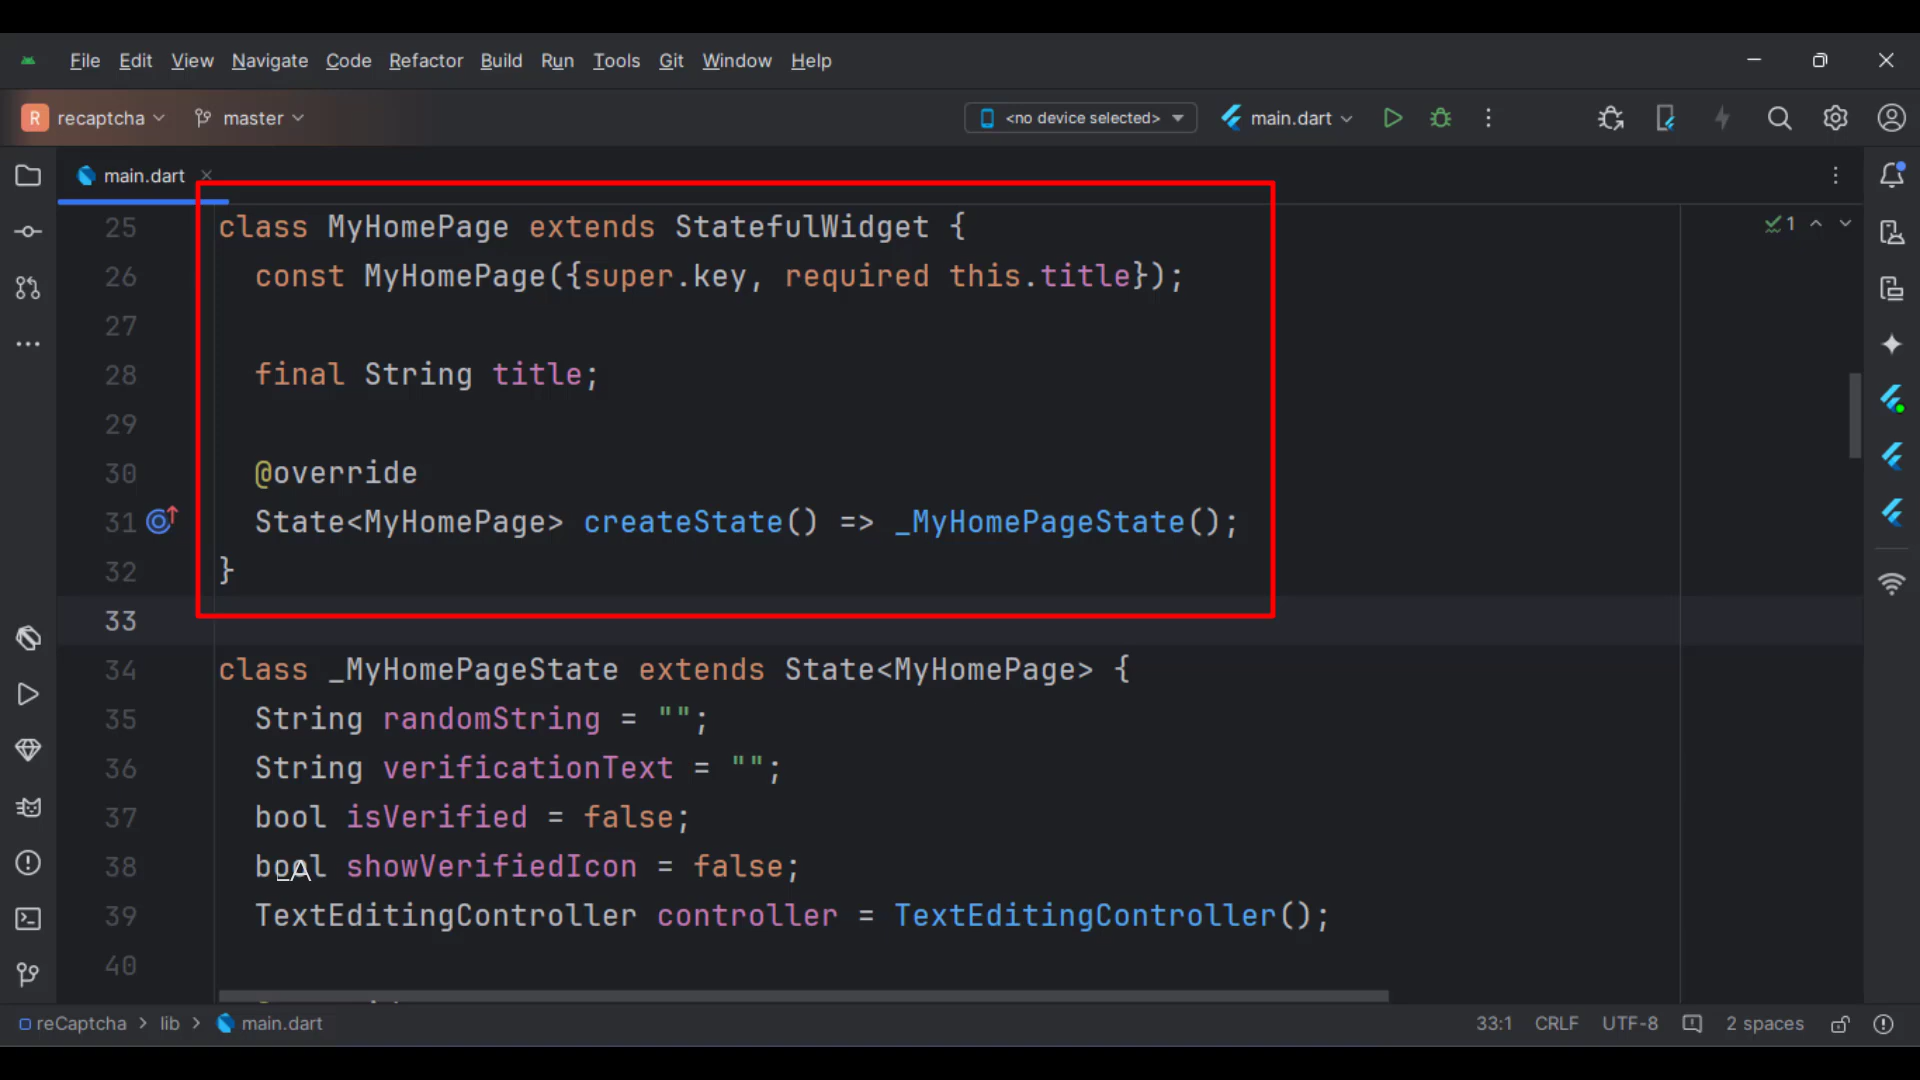 File Edit View Navigate Code Refactor Build Run Tools Git Window Help
R recaptcha master <no device selected> main.dart
main.dart
25 class MyHomePage extends StatefulWidget {
26 const MyHomePage({super.key, required this.title});
27
28 final String title;
29
30 @override
31 State<MyHomePage> createState() => _MyHomePageState();
32 }
33
34 class _MyHomePageState extends State<MyHomePage> {
35 String randomString = "";
36 String verificationText = "";
37 bool isVerified = false;
38 bool showVerifiedIcon = false;
39 TextEditingController controller = TextEditingController();
40
1
reCaptcha > lib > main.dart 33:1 CRLF UTF-8 2 spaces